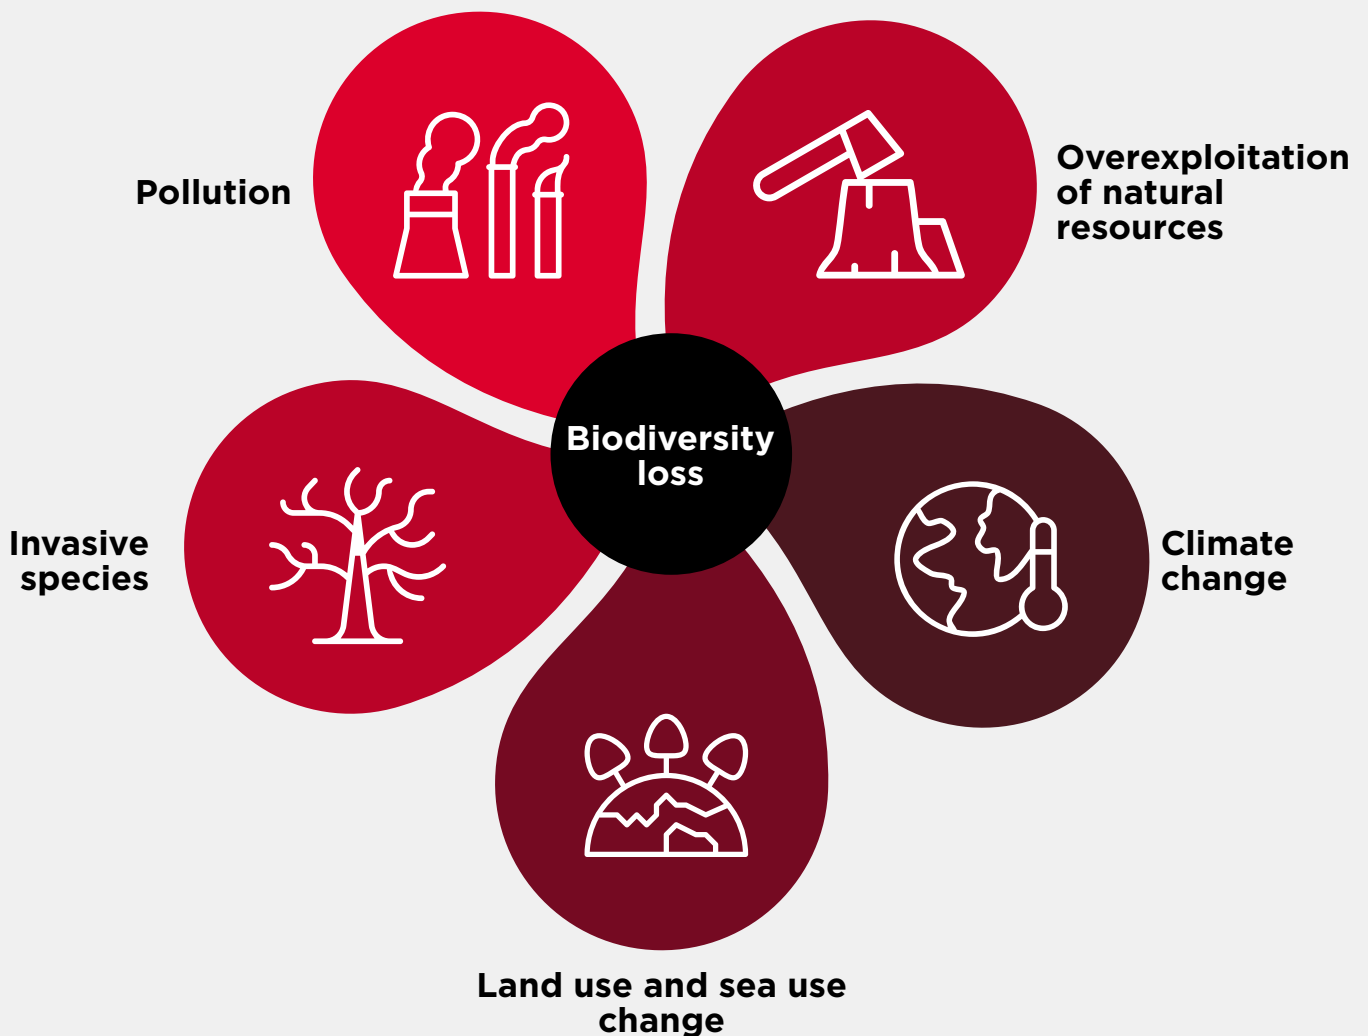 Pollution
Overexploitation
of natural
resources
Biodiversity
loss
Invasive
species
Climate
change
Land use and sea use
change